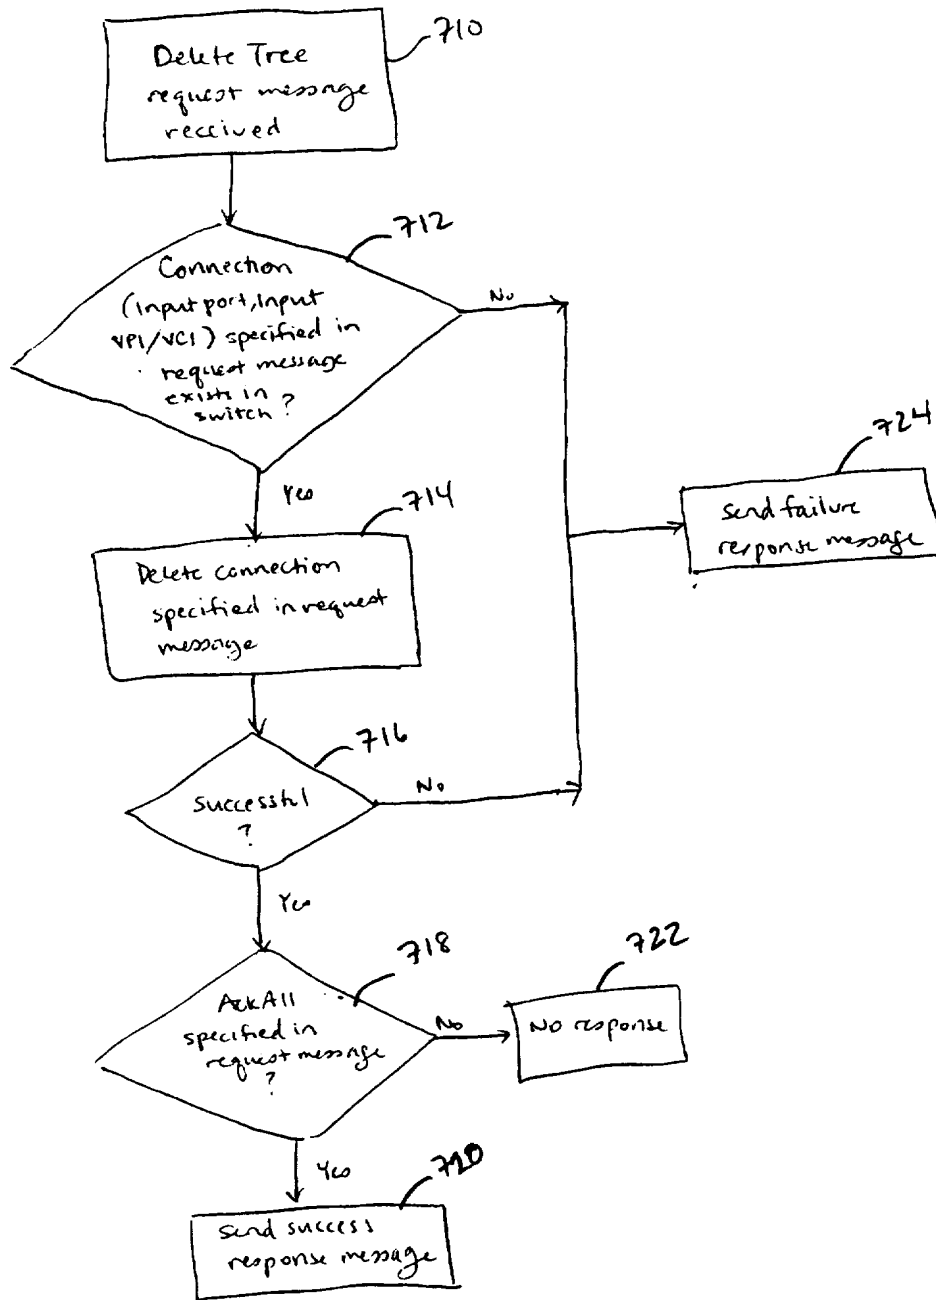 710
Delete Tree
request message
received
712
Connection
(input port, input
VPI/VCI) specified in
request message
exists in
switch?
No
Yes
724
Send failure
response message
714
Delete connection
specified in request
message
716
Successful
?
No
Yes
718
AckAll
specified in
request message
?
No
722
No response
Yes
720
Send success
response message